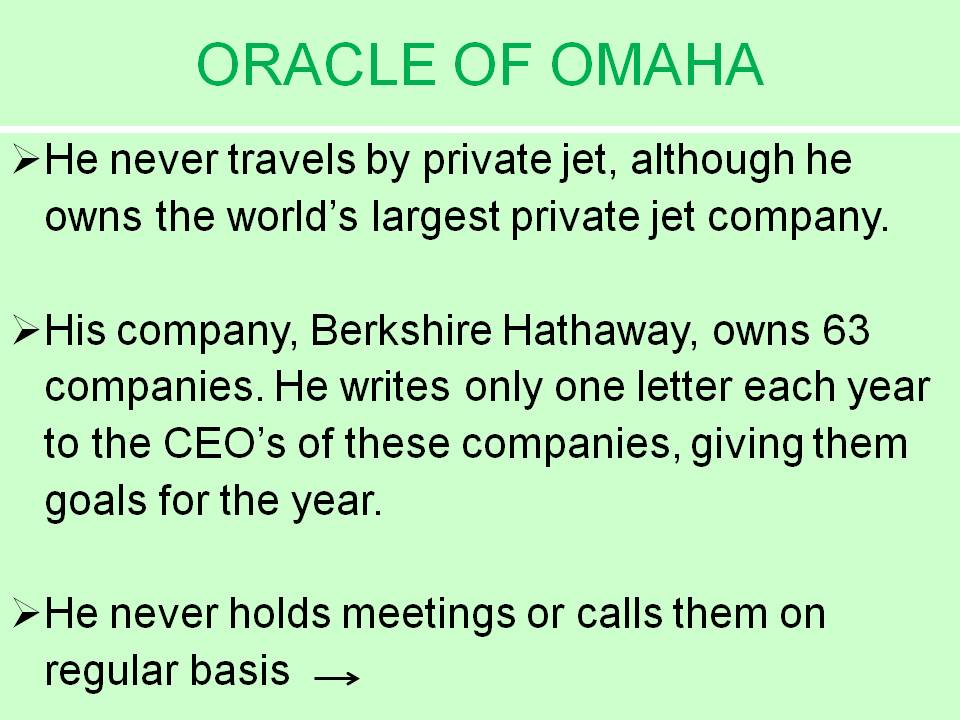 ORACLE OF OMAHA
➢He never travels by private jet, although he
owns the world’s largest private jet company.
➢His company, Berkshire Hathaway, owns 63
companies. He writes only one letter each year
to the CEO’s of these companies, giving them
goals for the year.
➢He never holds meetings or calls them on
regular basis →